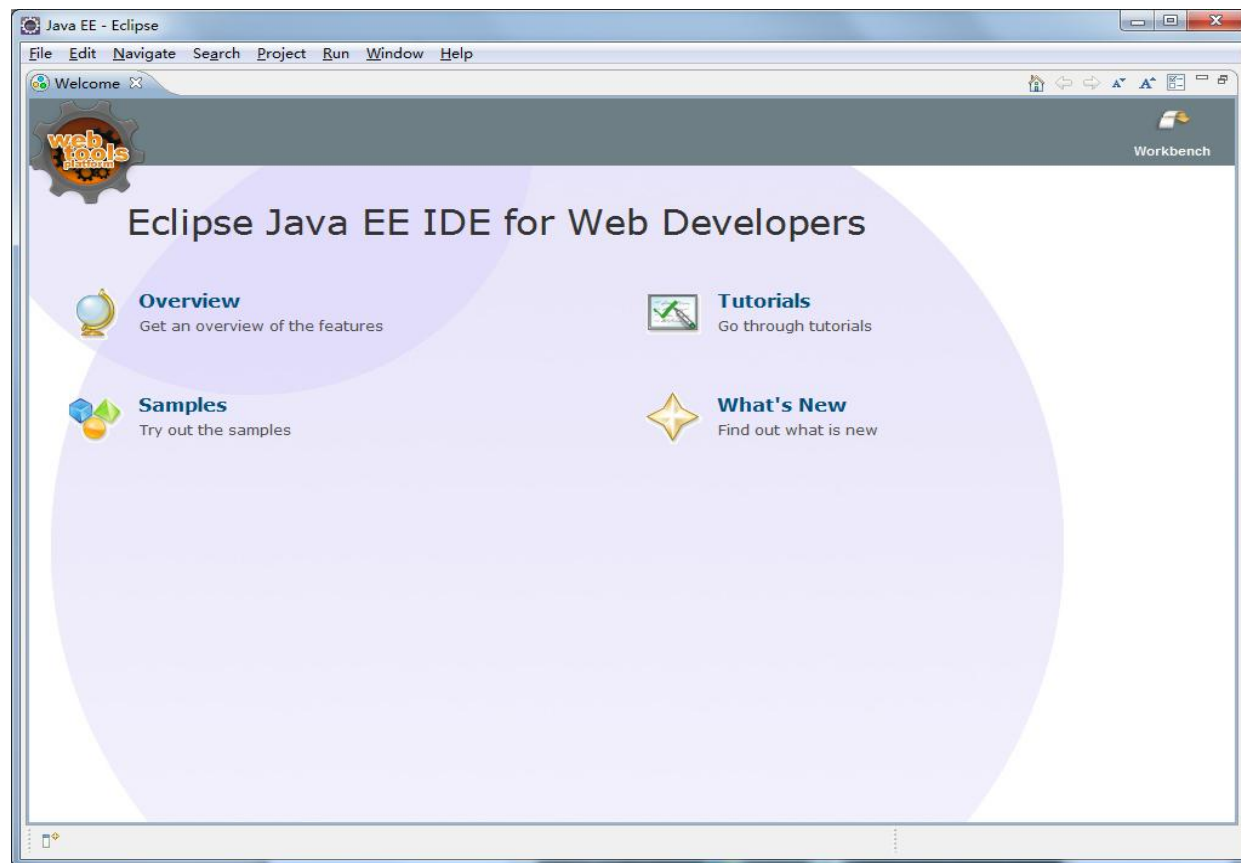 Java EE - Eclipse
File Edit Navigate Search Project Run Window Help
Welcome
web
tools
platform
Workbench
Eclipse Java EE IDE for Web Developers
Overview
Get an overview of the features
Tutorials
Go through tutorials
Samples
Try out the samples
What's New
Find out what is new